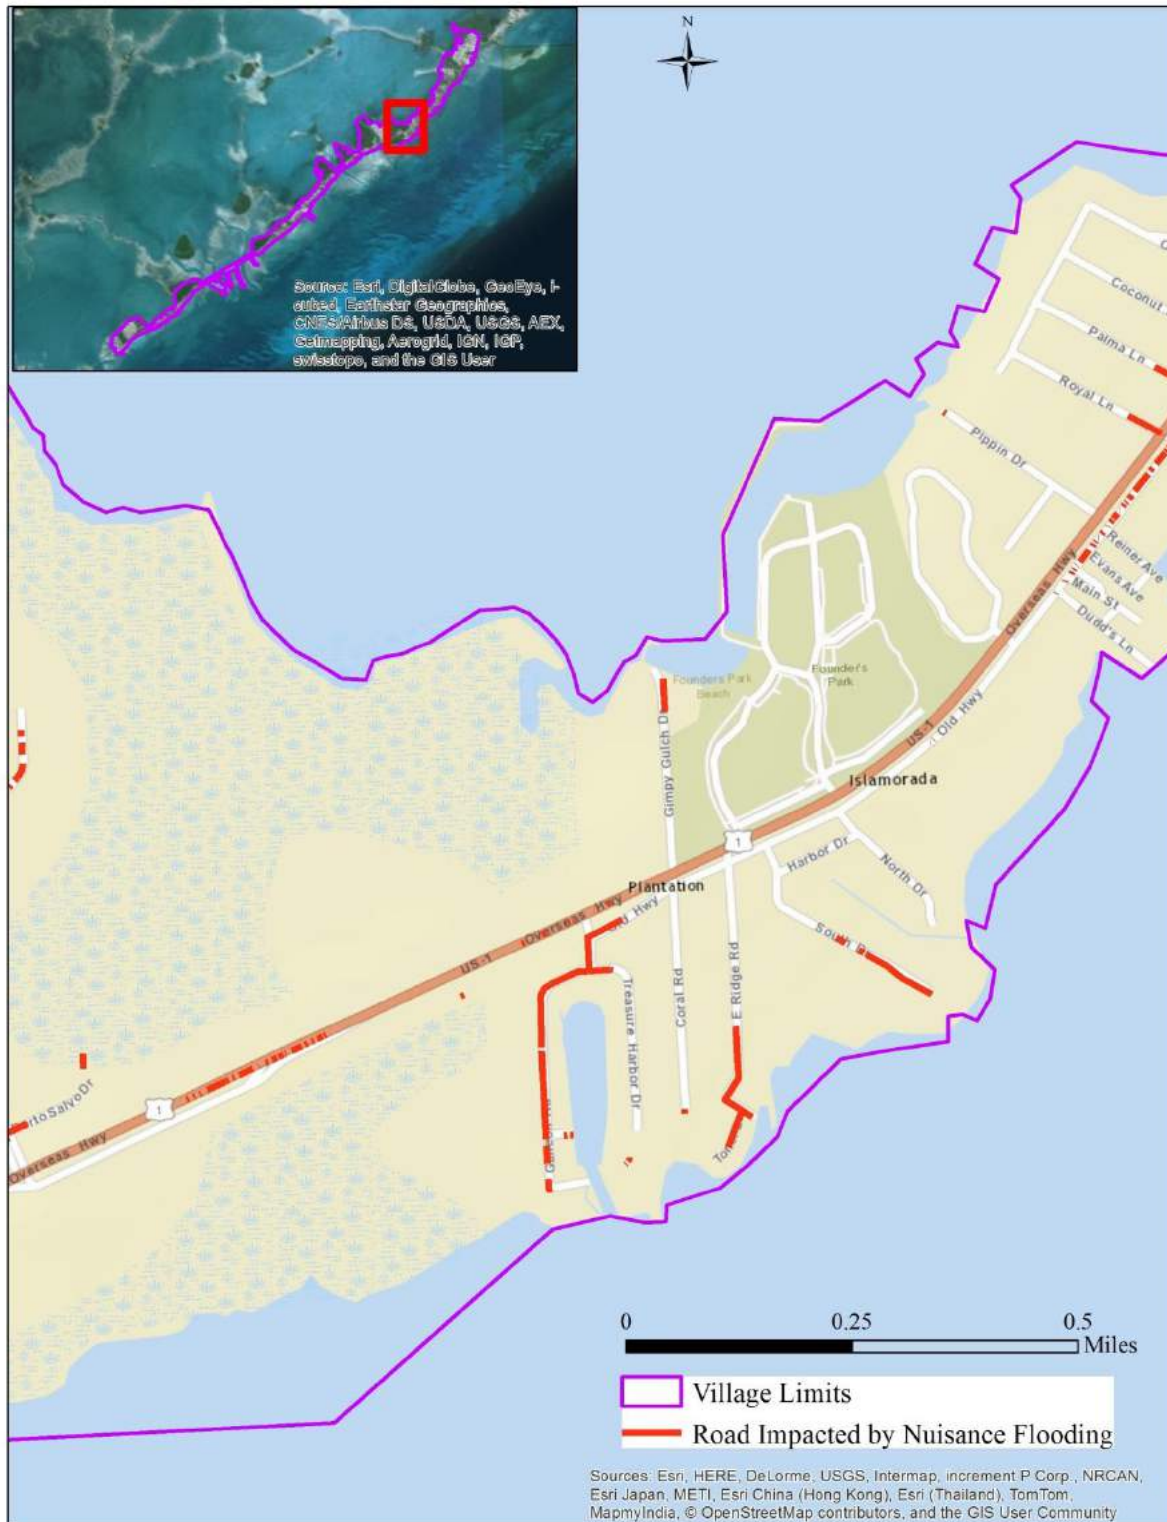 N
Source: Esri, DigitalGlobe, GeoEye, i-
cubed, Earthstar Geographics,
CNES/Airbus DS, USDA, USGS, AEX,
Getmapping, Aerogrid, IGN, IGP,
swisstopo, and the GIS User
Coconut
Palma Ln
Royal Ln
Pippin Dr
Reiner Ave
Evans Ave
Main St
Dudd's Ln
Overseas Hwy
Founder's
Park
Founders Park
Beach
US-1
Old Hwy
Islamorada
Gimpy Gulch Dr
1
Harbor Dr
North Dr
Plantation
Overseas Hwy
Old Hwy
South Dr
US-1
E Ridge Rd
Coral Rd
Treasure Harbor Dr
rto Salvo Dr
1
Overseas Hwy
0 0.25 0.5
Miles
Village Limits
Road Impacted by Nuisance Flooding
Sources: Esri, HERE, DeLorme, USGS, Intermap, increment P Corp., NRCAN,
Esri Japan, METI, Esri China (Hong Kong), Esri (Thailand), TomTom,
MapmyIndia, © OpenStreetMap contributors, and the GIS User Community